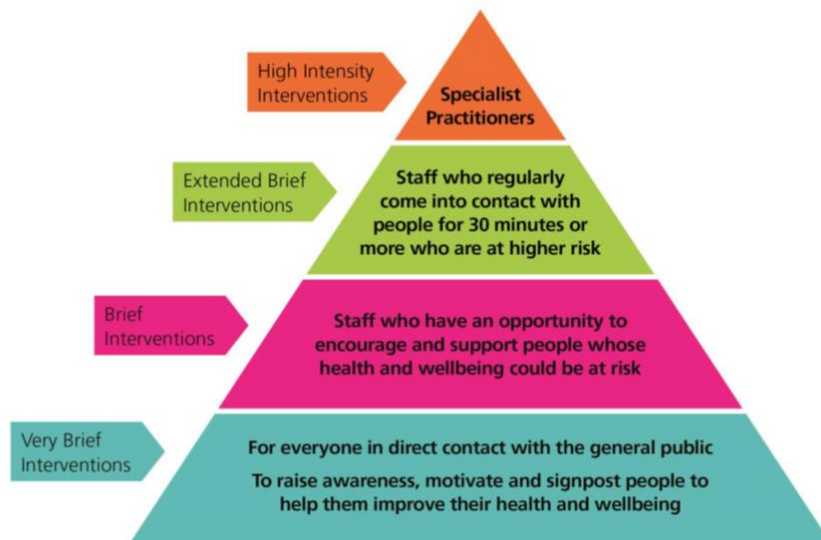 High Intensity
Interventions
Specialist
Practitioners
Extended Brief
Interventions
Staff who regularly
come into contact with
people for 30 minutes or
more who are at higher risk
Brief
Interventions
Staff who have an opportunity to
encourage and support people whose
health and wellbeing could be at risk
Very Brief
Interventions
For everyone in direct contact with the general public
To raise awareness, motivate and signpost people to
help them improve their health and wellbeing